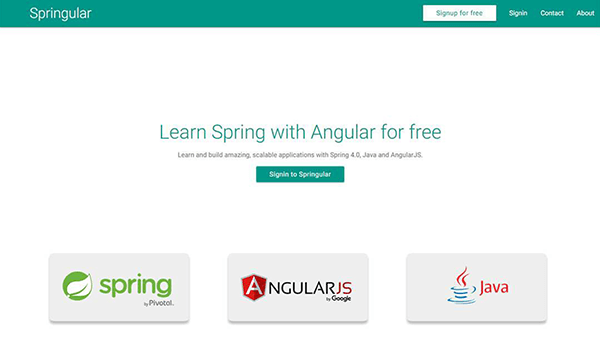 Springular
Signup for free
Signin
Contact
About
Learn Spring with Angular for free
Learn and build amazing, scalable applications with Spring 4.0, Java and AngularJS.
Signin to Springular
spring
by Pivotal.
ANGULARJS
by Google
Java